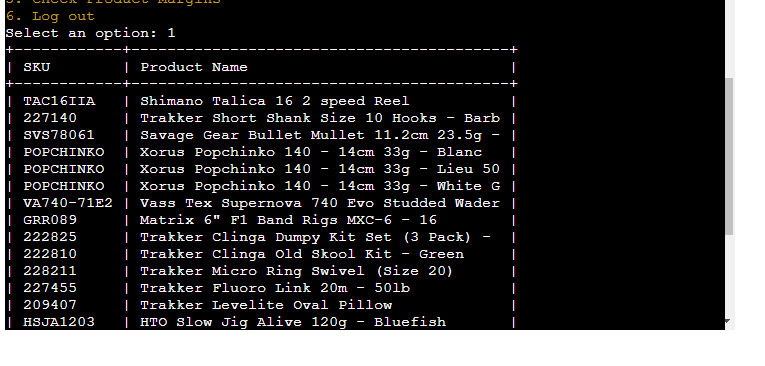 5. Check Product Margins
6. Log out
Select an option: 1
+------------+------------------------------------------+
| SKU        | Product Name                             |
+------------+------------------------------------------+
| TAC16IIA   | Shimano Talica 16 2 speed Reel           |
| 227140     | Trakker Short Shank Size 10 Hooks - Barb |
| SVS78061   | Savage Gear Bullet Mullet 11.2cm 23.5g - |
| POPCHINKO  | Xorus Popchinko 140 - 14cm 33g - Blanc   |
| POPCHINKO  | Xorus Popchinko 140 - 14cm 33g - Lieu 50 |
| POPCHINKO  | Xorus Popchinko 140 - 14cm 33g - White G |
| VA740-71E2 | Vass Tex Supernova 740 Evo Studded Wader |
| GRR089     | Matrix 6" F1 Band Rigs MXC-6 - 16        |
| 222825     | Trakker Clinga Dumpy Kit Set (3 Pack) -  |
| 222810     | Trakker Clinga Old Skool Kit - Green     |
| 228211     | Trakker Micro Ring Swivel (Size 20)      |
| 227455     | Trakker Fluoro Link 20m - 50lb           |
| 209407     | Trakker Levelite Oval Pillow             |
| HSJA1203   | HTO Slow Jig Alive 120g - Bluefish       |